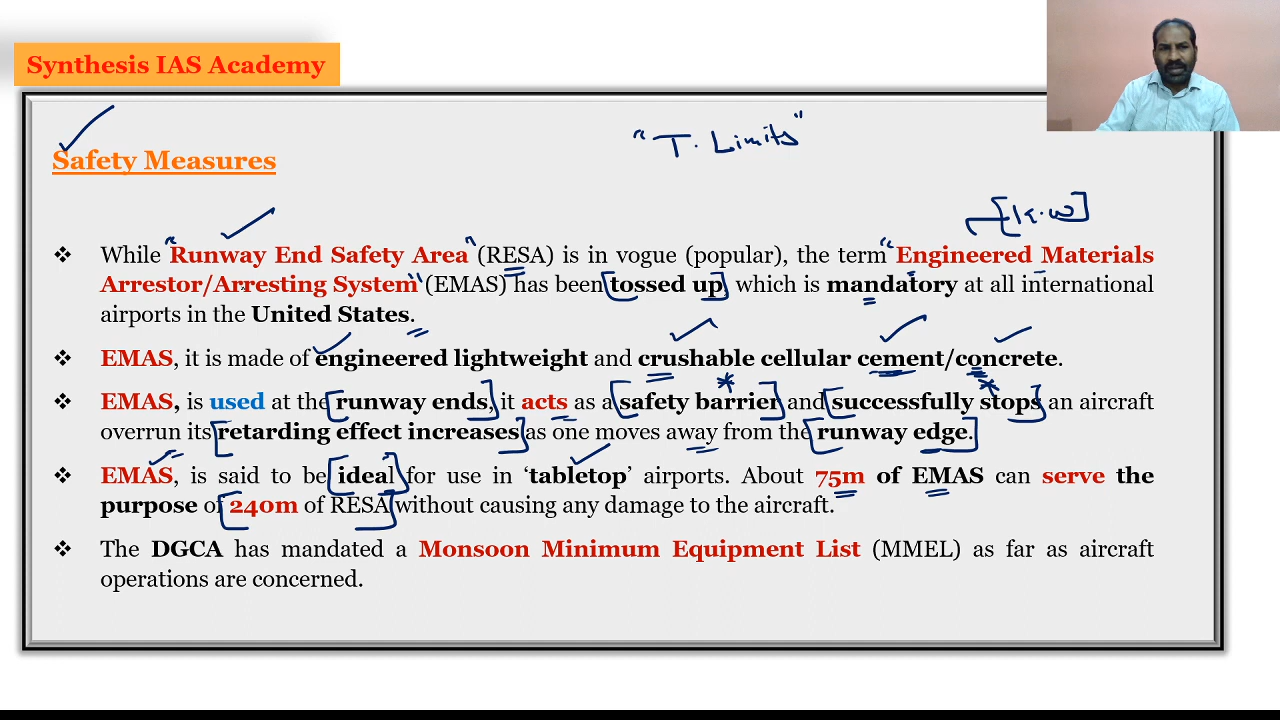 Synthesis IAS Academy
"T. Limits"
Safety Measures
[K.W]
❖ While "Runway End Safety Area" (RESA) is in vogue (popular), the term "Engineered Materials
Arrestor/Arresting System" (EMAS) has been [tossed up], which is mandatory at all international
airports in the United States.
❖ EMAS, it is made of engineered lightweight and crushable cellular cement/concrete.
❖ EMAS, is used at the [runway ends], it acts as a [safety barrier] and [successfully stops] an aircraft
overrun its [retarding effect increases] as one moves away from the [runway edge.]
❖ EMAS, is said to be [ideal] for use in 'tabletop' airports. About 75m of EMAS can serve the
purpose of [240m of RESA] without causing any damage to the aircraft.
❖ The DGCA has mandated a Monsoon Minimum Equipment List (MMEL) as far as aircraft
operations are concerned.